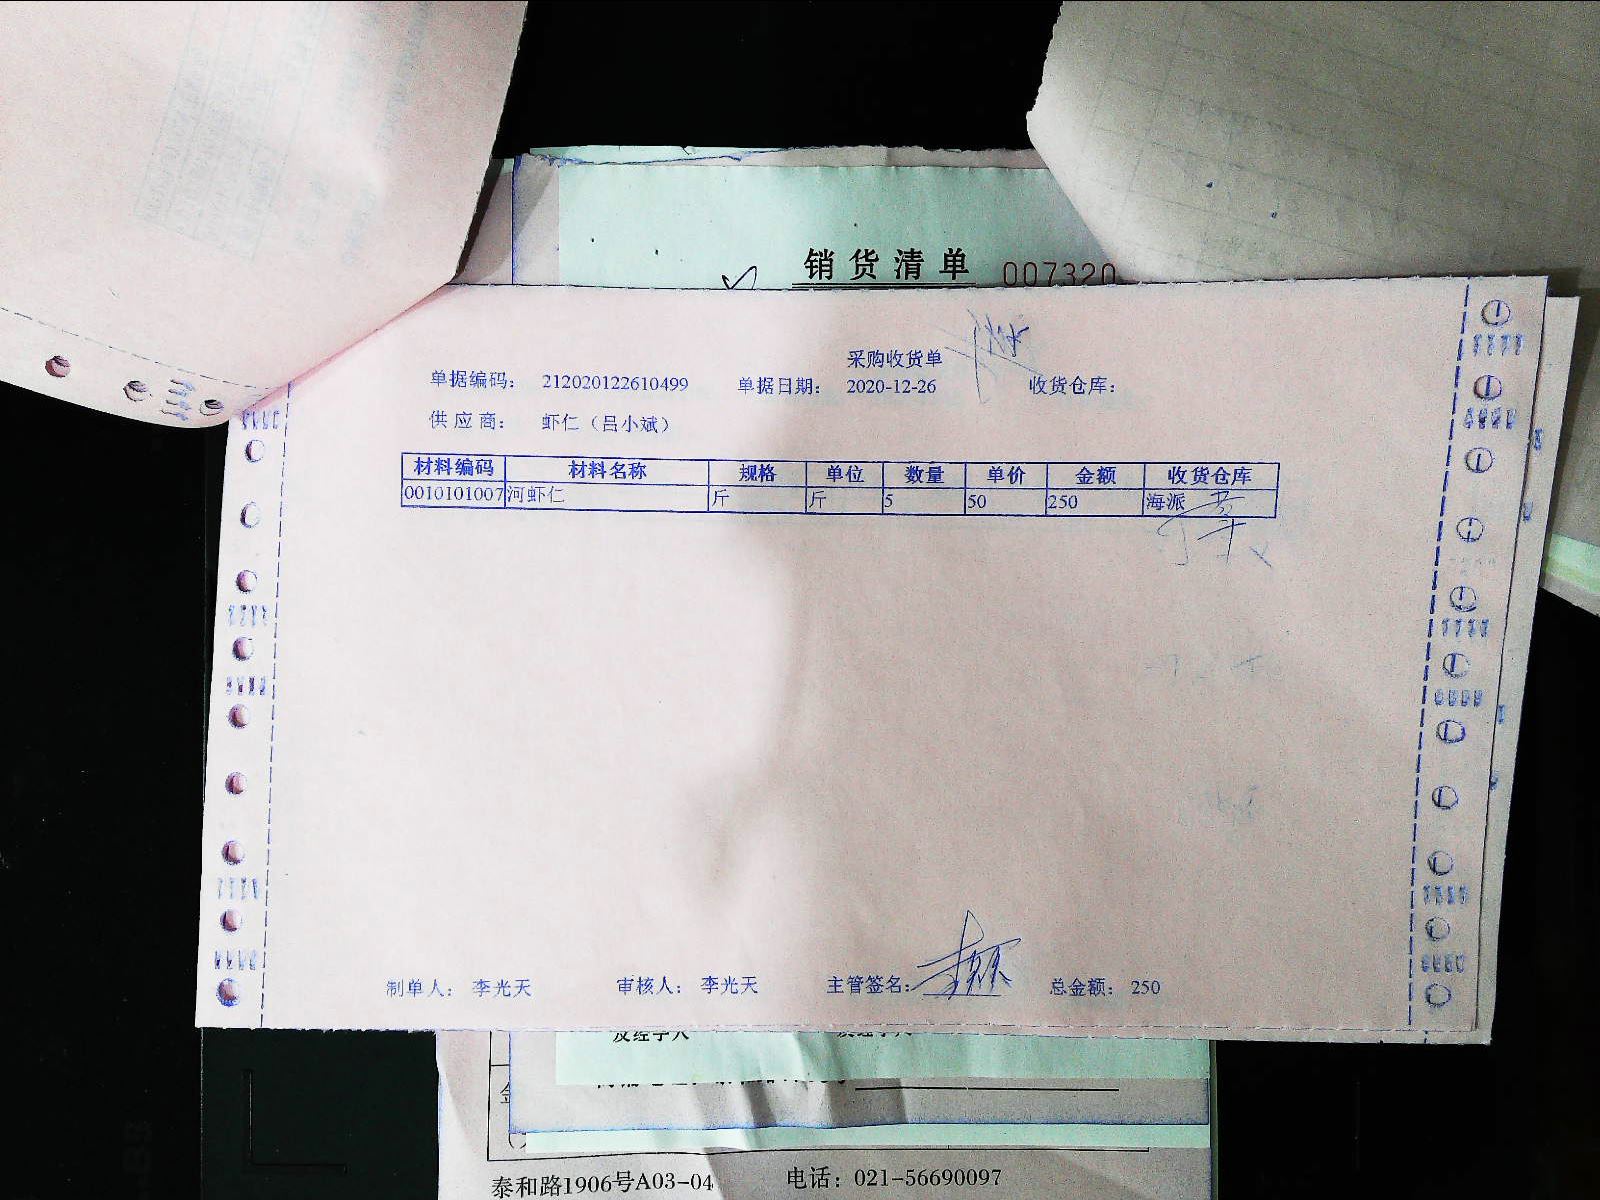 销货清单 007320
采购收货单
单据编码： 212020122610499 单据日期： 2020-12-26 收货仓库：
供应商： 虾仁（吕小斌）
材料编码 材料名称 规格 单位 数量 单价 金额 收货仓库
0010101007 河虾仁 斤 斤 5 50 250 海派
制单人： 李光天 审核人： 李光天 主管签名： 总金额： 250
及经手人
泰和路1906号A03-04 电话：021-56690097